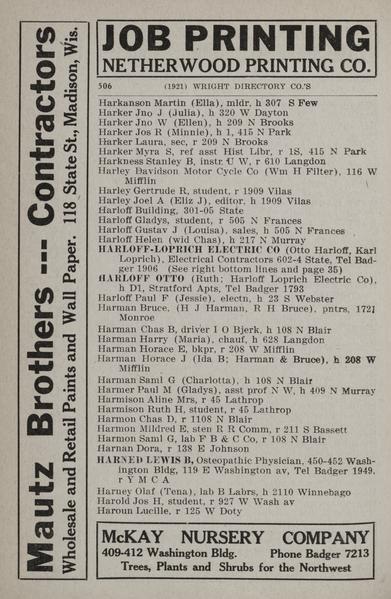 Mautz Brothers --- Contractors
Wholesale and Retail Paints and Wall Paper. 118 State St., Madison, Wis.
JOB PRINTING
NETHERWOOD PRINTING CO.
506 (1921) WRIGHT DIRECTORY CO.'S
Harkanson Martin (Ella), mldr, h 307 S Few
Harker Jno J (Julia), h 320 W Dayton
Harker Jno W (Ellen), h 209 N Brooks
Harker Jos R (Minnie), h 1, 415 N Park
Harker Laura, sec, r 209 N Brooks
Harker Myra S, ref asst Hist Libr, r 1S, 415 N Park
Harkness Stanley B, instr U W, r 610 Langdon
Harley Davidson Motor Cycle Co (Wm H Filter), 116 W
Mifflin
Harley Gertrude R, student, r 1909 Vilas
Harley Joel A (Eliz J), editor, h 1909 Vilas
Harloff Building, 301-05 State
Harloff Gladys, student, r 505 N Frances
Harloff Gustav J (Louisa), sales, h 505 N Frances
Harloff Helen (wid Chas), h 217 N Murray
HARLOFF-LOPRICH ELECTRIC CO (Otto Harloff, Karl
Loprich), Electrical Contractors 602-4 State, Tel Bad-
ger 1906 (See right bottom lines and page 35)
HARLOFF OTTO (Ruth; Harloff Loprich Electric Co),
h D1, Stratford Apts, Tel Badger 1793
Harloff Paul F (Jessie), electn, h 23 S Webster
Harman Bruce, (H J Harman, R H Bruce), pntrs, 172½
Monroe
Harman Chas B, driver I O Bjerk, h 108 N Blair
Harman Harry (Maria), chauf, h 628 Langdon
Harman Horace E, bkpr, r 208 W Mifflin
Harman Horace J (Ida B; Harman & Bruce), h 208 W
Mifflin
Harman Saml G (Charlotta), h 108 N Blair
Harmer Paul M (Gladys), asst prof N W, h 409 N Murray
Harmison Aline Mrs, r 45 Lathrop
Harmison Ruth H, student, r 45 Lathrop
Harmon Chas D, r 1108 N Blair
Harmon Mildred E, sten R R Comm, r 211 S Bassett
Harmon Saml G, lab F B & C Co, r 108 N Blair
Harnan Dora, r 138 E Johnson
HARNED LEWIS B, Osteopathic Physician, 450-452 Wash-
ington Bldg, 119 E Washington av, Tel Badger 1949.
r Y M C A
Harney Olaf (Tena), lab B Labrs, h 2110 Winnebago
Harold Jos H, student, r 927 W Wash av
Haroun Lucille, r 125 W Doty
McKAY NURSERY COMPANY
409-412 Washington Bldg. Phone Badger 7213
Trees, Plants and Shrubs for the Northwest